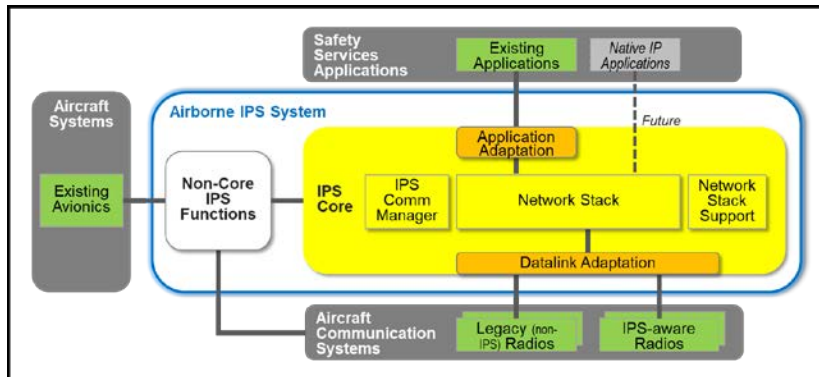 Safety
Services
Applications
Existing
Applications
Native IP
Applications
Aircraft
Systems
Existing
Avionics
Airborne IPS System
Non-Core
IPS
Functions
Future
Application
Adaptation
IPS
Core
IPS
Comm
Manager
Network Stack
Network
Stack
Support
Datalink Adaptation
Aircraft
Communication
Systems
Legacy (non-
IPS) Radios
IPS-aware
Radios